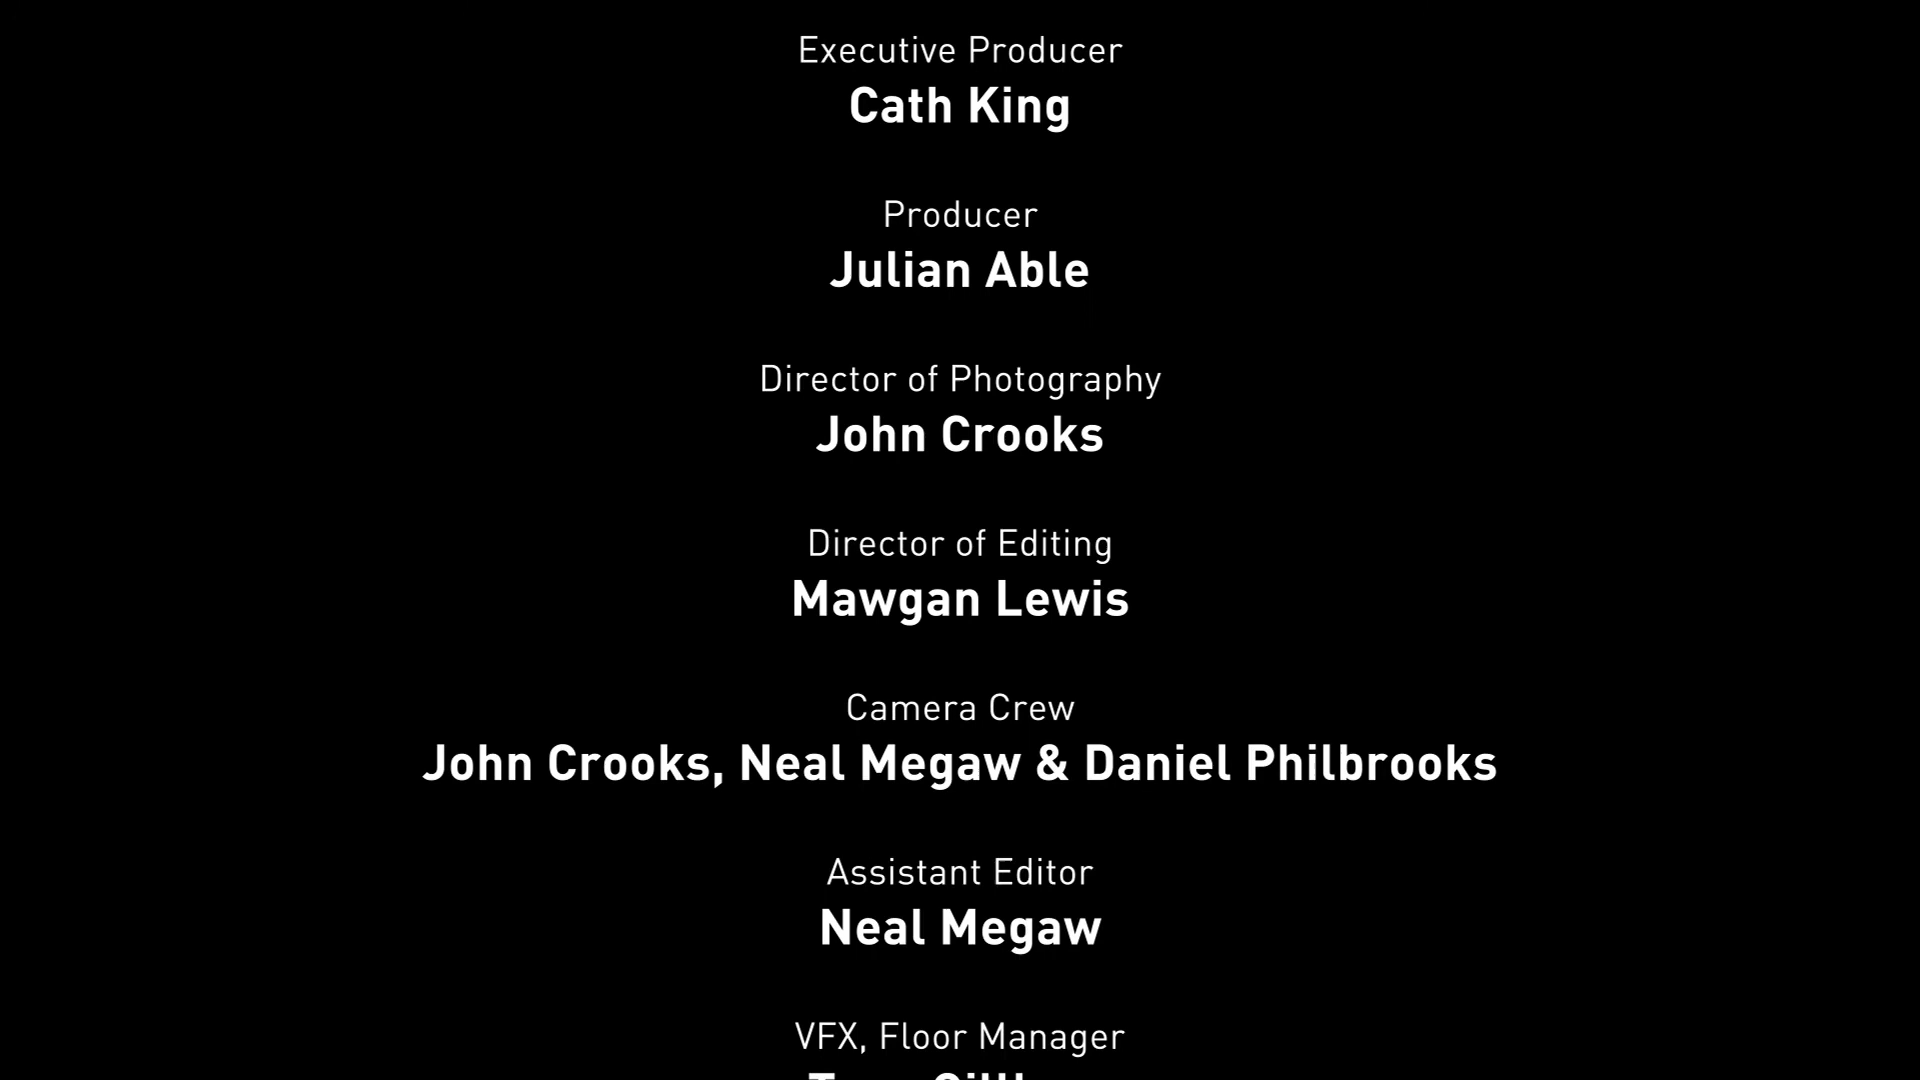 Executive Producer
Cath King
Producer
Julian Able
Director of Photography
John Crooks
Director of Editing
Mawgan Lewis
Camera Crew
John Crooks, Neal Megaw & Daniel Philbrooks
Assistant Editor
Neal Megaw
VFX, Floor Manager